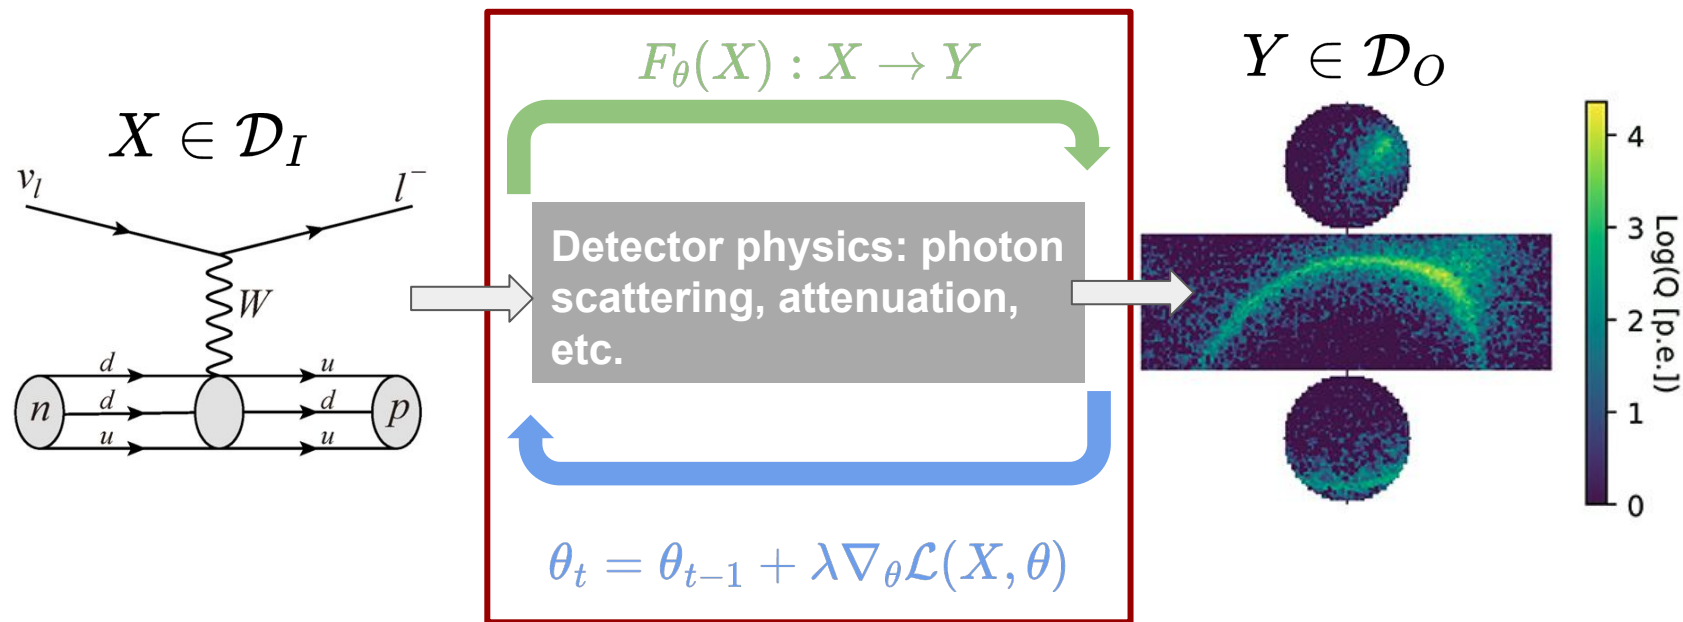 X ∈ 𝒟_I
ν_l
l⁻
W
n
d
d
u
u
d
u
p
F_θ(X) : X → Y
Detector physics: photon
scattering, attenuation,
etc.
θ_t = θ_{t−1} + λ∇_θℒ(X, θ)
Y ∈ 𝒟_O
4
3
2
1
0
Log(Q [p.e.])